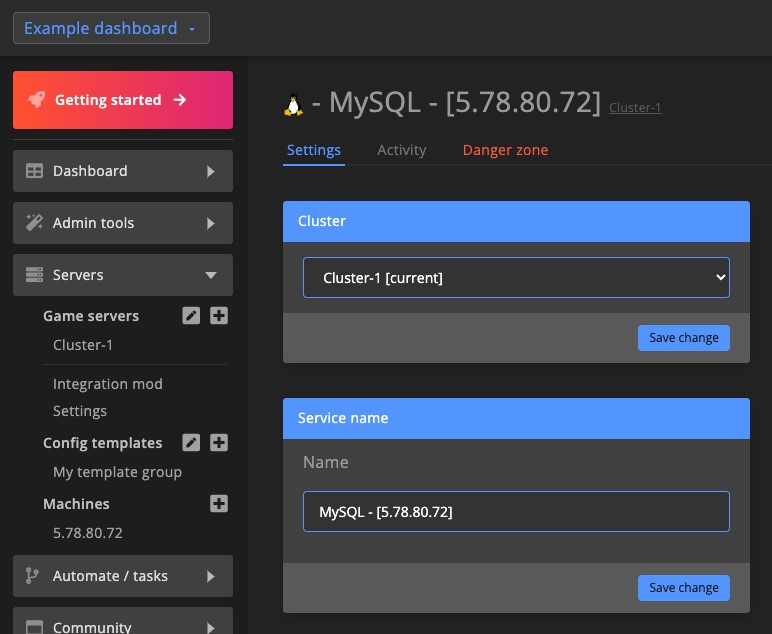 Example dashboard
Getting started
Dashboard
Admin tools
Servers
Game servers
Cluster-1
Integration mod
Settings
Config templates
My template group
Machines
5.78.80.72
Automate / tasks
Community
- MySQL - [5.78.80.72] Cluster-1
Settings Activity Danger zone
Cluster
Cluster-1 [current]
Save change
Service name
Name
MySQL - [5.78.80.72]
Save change